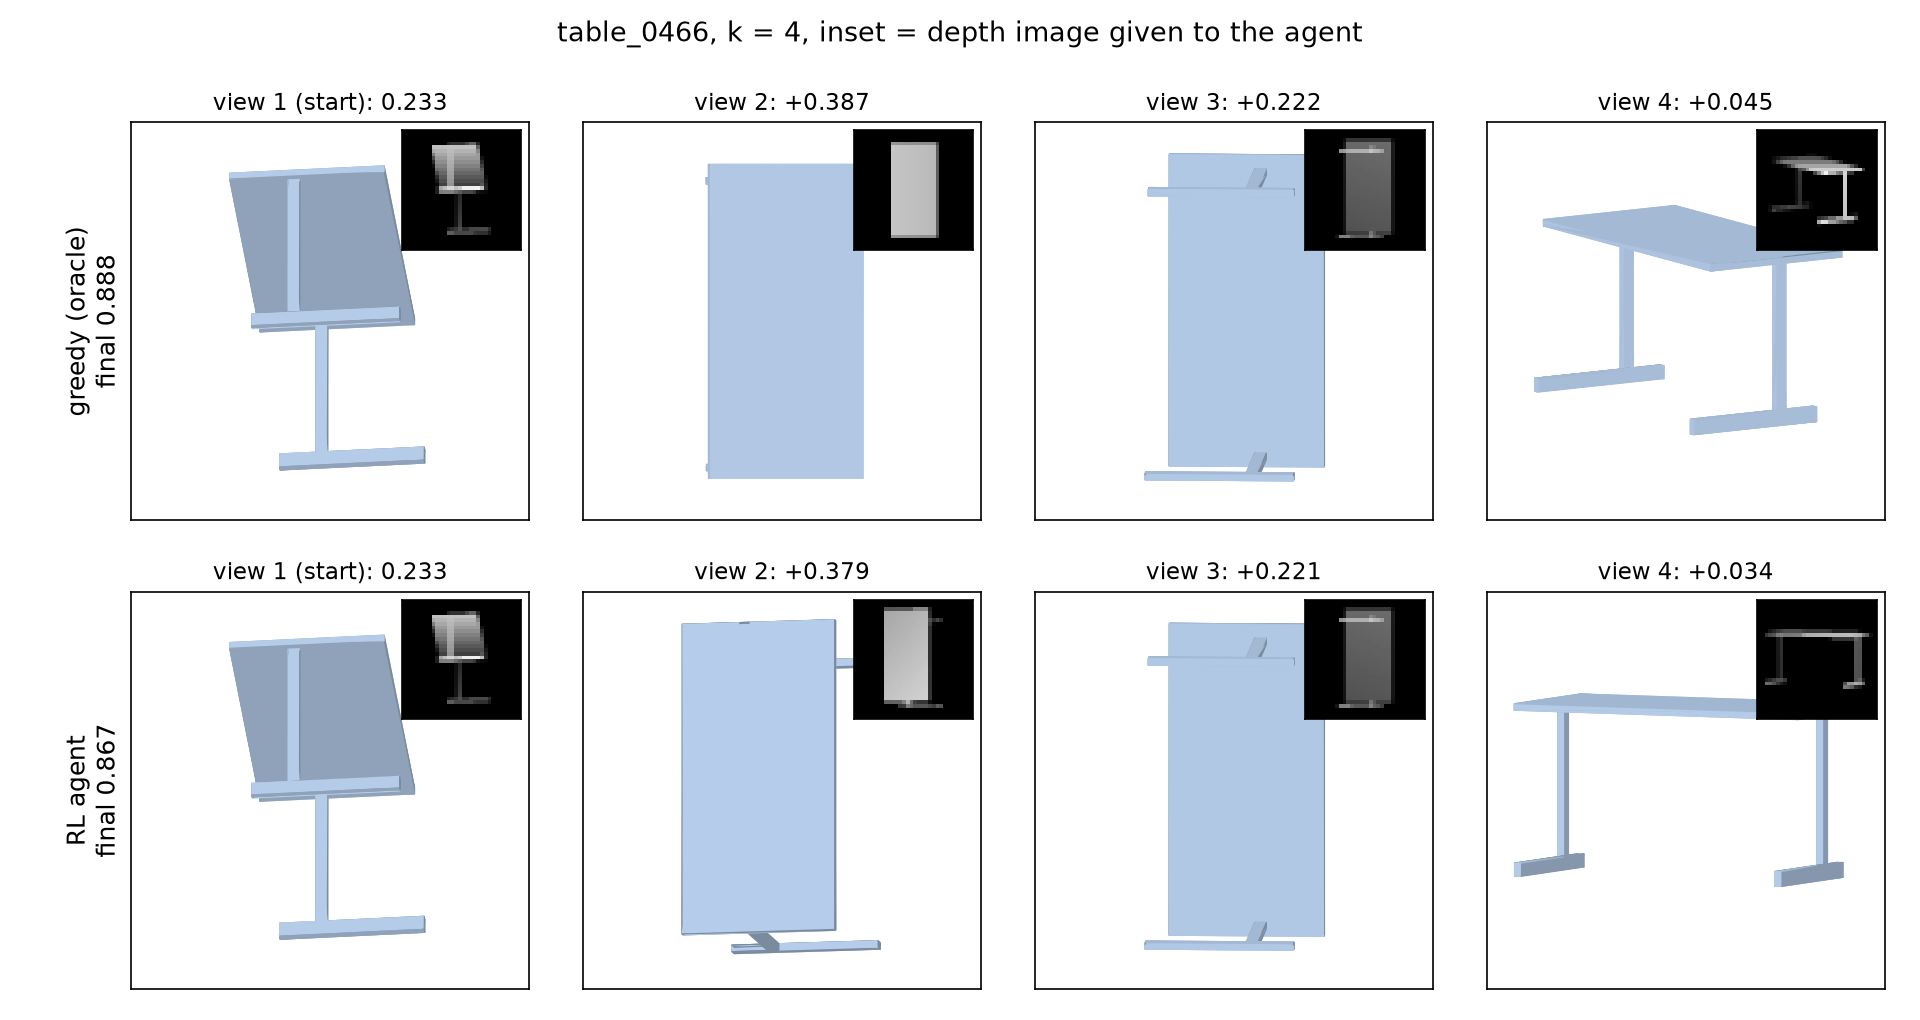 table_0466, k = 4, inset = depth image given to the agent
view 1 (start): 0.233
view 2: +0.387
view 3: +0.222
view 4: +0.045
greedy (oracle)
final 0.888
view 1 (start): 0.233
view 2: +0.379
view 3: +0.221
view 4: +0.034
RL agent
final 0.867